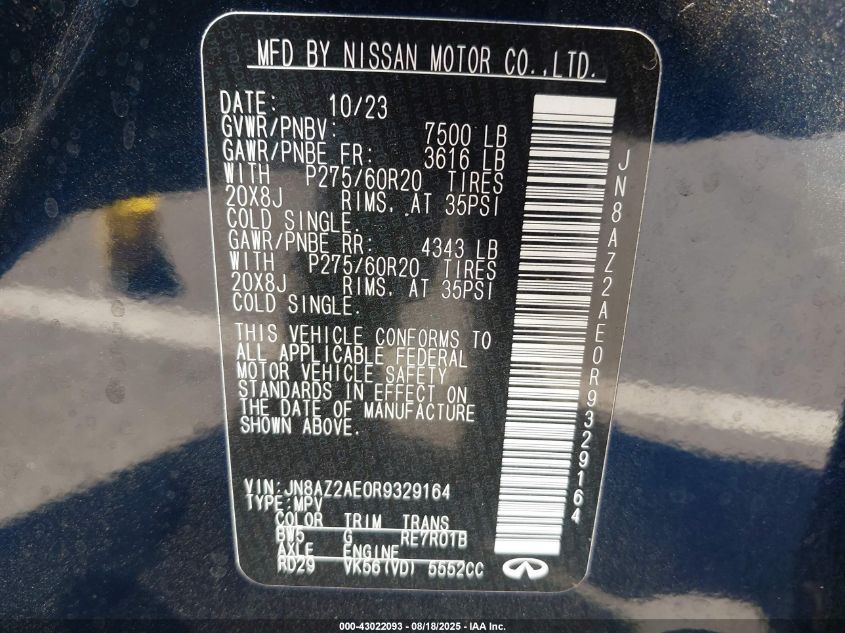 MFD BY NISSAN MOTOR CO.,LTD.
DATE: 10/23
GVWR/PNBV: 7500 LB
GAWR/PNBE FR: 3616 LB
WITH P275/60R20 TIRES
20X8J RIMS, AT 35PSI
COLD SINGLE.
GAWR/PNBE RR: 4343 LB
WITH P275/60R20 TIRES
20X8J RIMS, AT 35PSI
COLD SINGLE.
THIS VEHICLE CONFORMS TO
ALL APPLICABLE FEDERAL
MOTOR VEHICLE SAFETY
STANDARDS IN EFFECT ON
THE DATE OF MANUFACTURE
SHOWN ABOVE.
VIN: JN8AZ2AE0R9329164
TYPE: MPV
COLOR TRIM TRANS
BW5 G RE7R01B
AXLE ENGINE
RD29 VK56(VD) 5552CC
JN8AZ2AE0R9329164
000-43022093 - 08/18/2025 - IAA Inc.